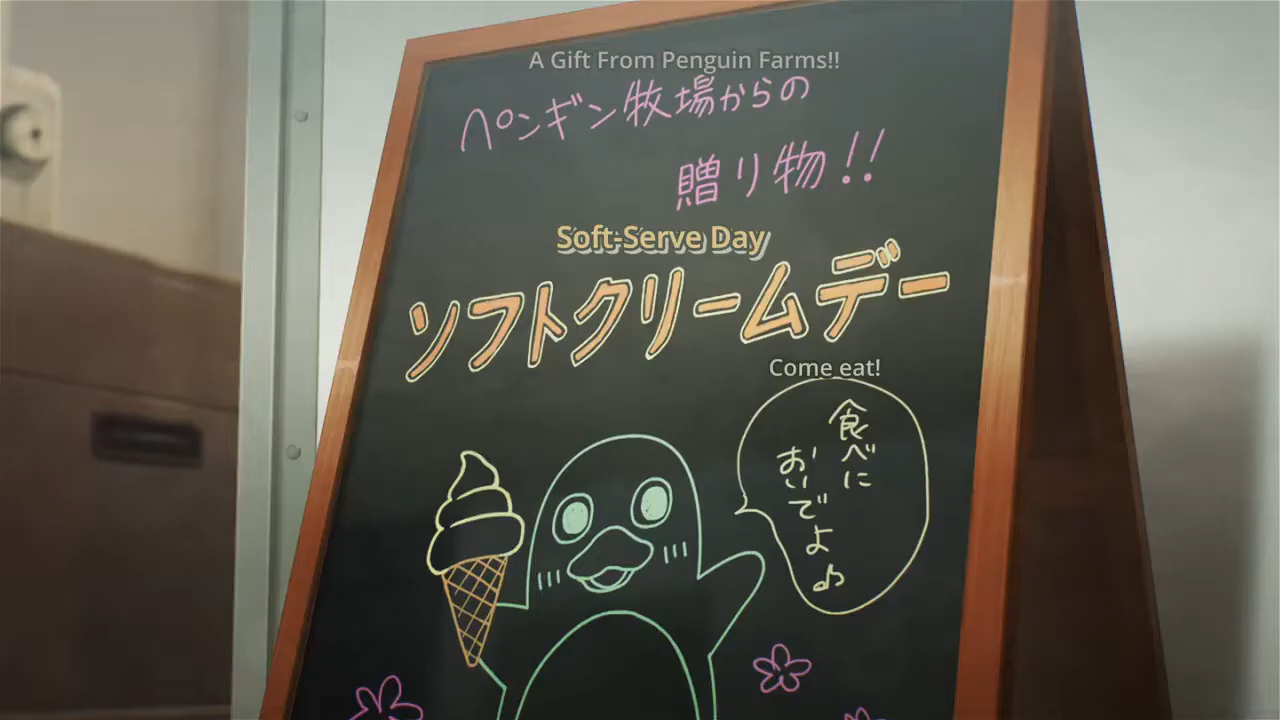 A Gift From Penguin Farms!!
ペンギン牧場からの
贈り物!!
Soft-Serve Day
ソフトクリームデー
Come eat!
食べに
おいでよ♪